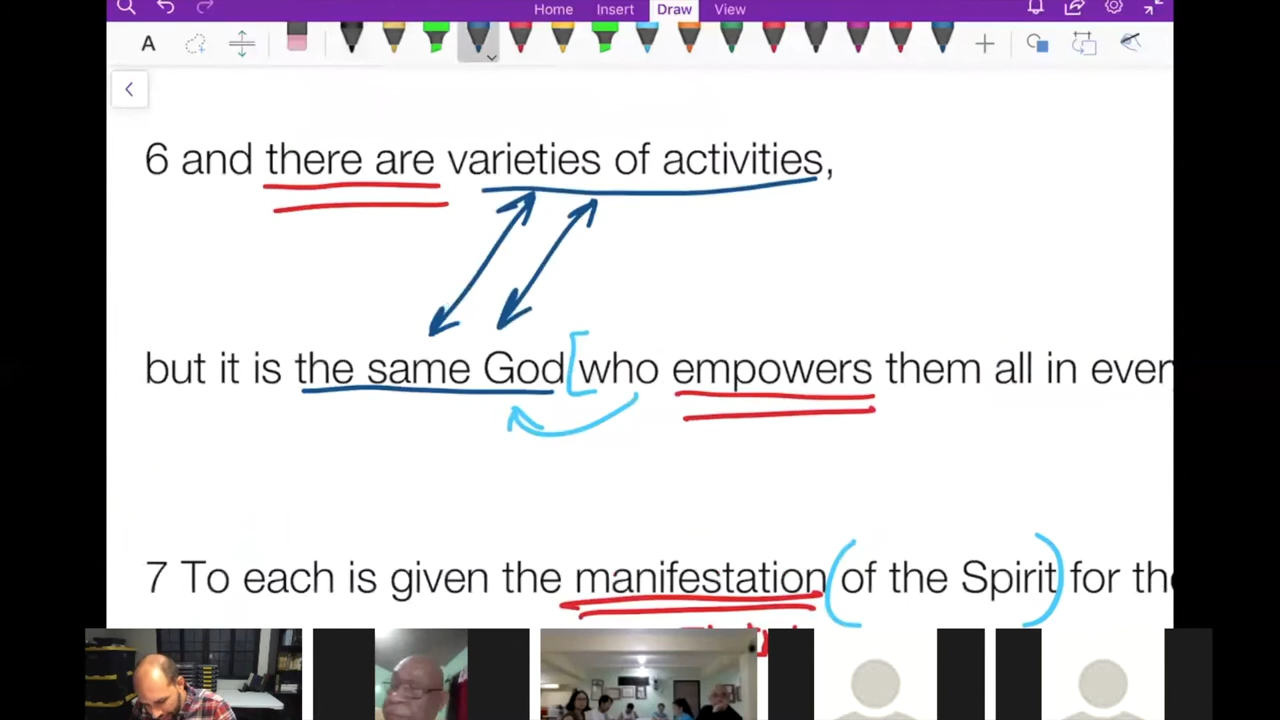 Home Insert Draw View
A
6 and there are varieties of activities,
but it is the same God who empowers them all in ever
7 To each is given the manifestation of the Spirit for the